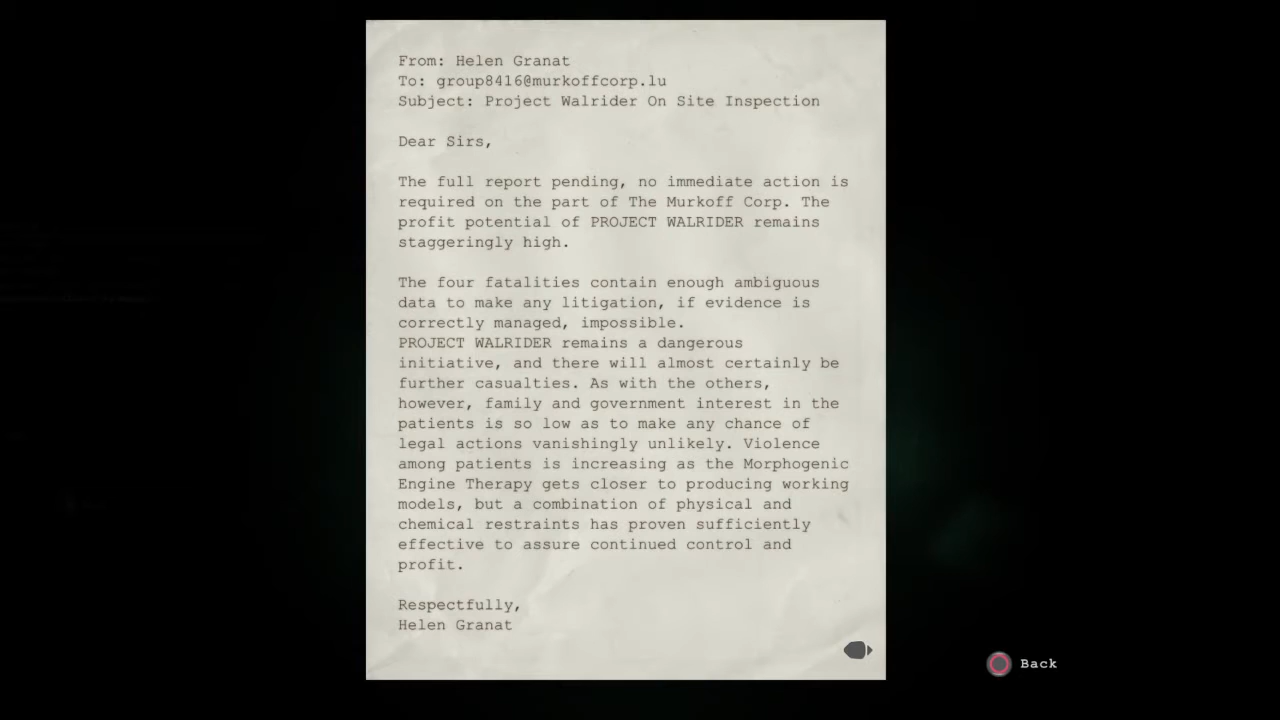 From: Helen Granat
To: group8416@murkoffcorp.lu
Subject: Project Walrider On Site Inspection
Dear Sirs,
The full report pending, no immediate action is
required on the part of The Murkoff Corp. The
profit potential of PROJECT WALRIDER remains
staggeringly high.
The four fatalities contain enough ambiguous
data to make any litigation, if evidence is
correctly managed, impossible.
PROJECT WALRIDER remains a dangerous
initiative, and there will almost certainly be
further casualties. As with the others,
however, family and government interest in the
patients is so low as to make any chance of
legal actions vanishingly unlikely. Violence
among patients is increasing as the Morphogenic
Engine Therapy gets closer to producing working
models, but a combination of physical and
chemical restraints has proven sufficiently
effective to assure continued control and
profit.
Respectfully,
Helen Granat
Back